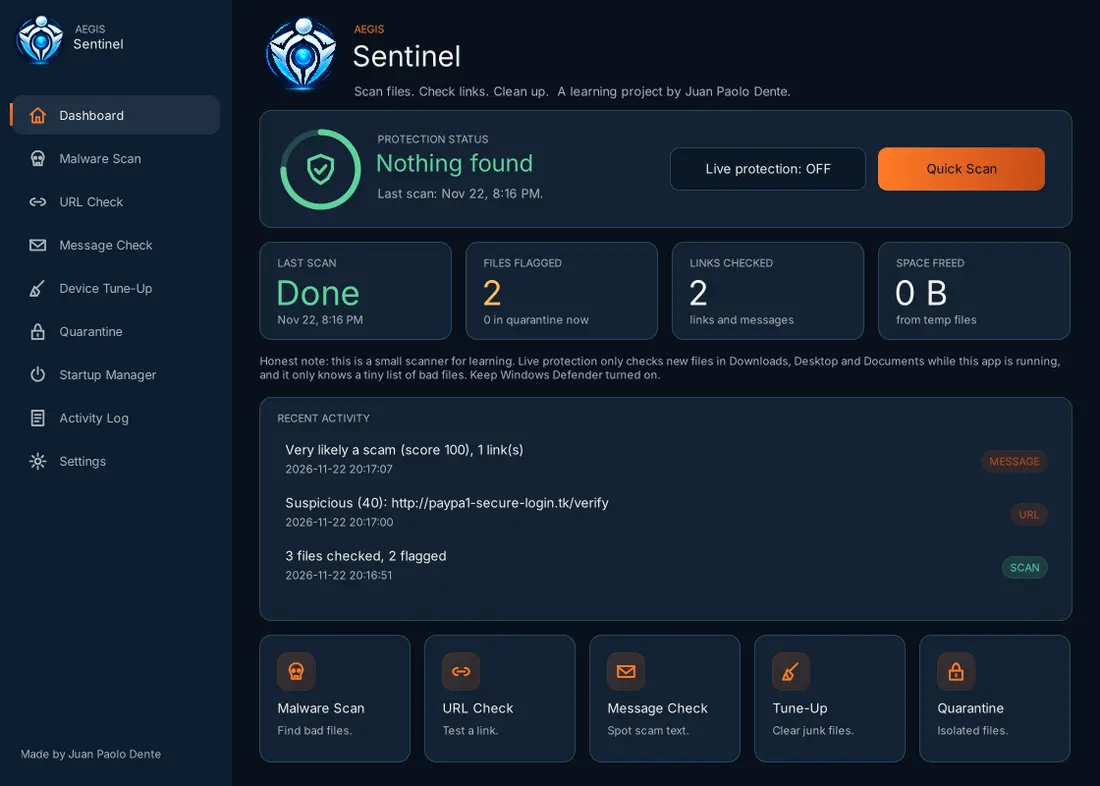 AEGIS
Sentinel
Dashboard
Malware Scan
URL Check
Message Check
Device Tune-Up
Quarantine
Startup Manager
Activity Log
Settings
Made by Juan Paolo Dente
AEGIS
Sentinel
Scan files. Check links. Clean up. A learning project by Juan Paolo Dente.
PROTECTION STATUS
Nothing found
Last scan: Nov 22, 8:16 PM.
Live protection: OFF
Quick Scan
LAST SCAN
Done
Nov 22, 8:16 PM
FILES FLAGGED
2
0 in quarantine now
LINKS CHECKED
2
links and messages
SPACE FREED
0 B
from temp files
Honest note: this is a small scanner for learning. Live protection only checks new files in Downloads, Desktop and Documents while this app is running,
and it only knows a tiny list of bad files. Keep Windows Defender turned on.
RECENT ACTIVITY
Very likely a scam (score 100), 1 link(s)
2026-11-22 20:17:07
MESSAGE
Suspicious (40): http://paypa1-secure-login.tk/verify
2026-11-22 20:17:00
URL
3 files checked, 2 flagged
2026-11-22 20:16:51
SCAN
Malware Scan
Find bad files.
URL Check
Test a link.
Message Check
Spot scam text.
Tune-Up
Clear junk files.
Quarantine
Isolated files.